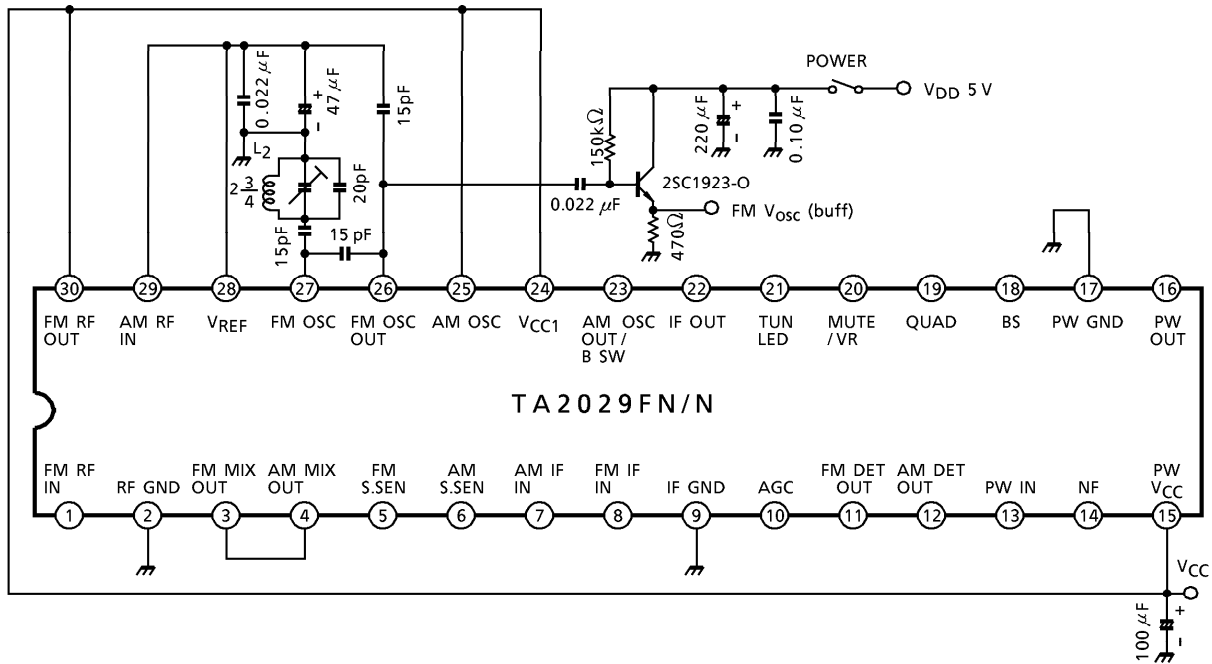 POWER
V_DD 5 V
0.022 μF
+
47 μF
-
15pF
150kΩ
220 μF
+
-
0.10 μF
L2
2 3/4
20pF
2SC1923-O
0.022 μF
FM V_OSC (buff)
15pF
15 pF
470Ω
30 29 28 27 26 25 24 23 22 21 20 19 18 17 16
FM RF OUT
AM RF IN
V_REF
FM OSC
FM OSC OUT
AM OSC
V_CC1
AM OSC OUT / B SW
IF OUT
TUN LED
MUTE / VR
QUAD
BS
PW GND
PW OUT
TA2029FN/N
FM RF IN
RF GND
FM MIX OUT
AM MIX OUT
FM S.SEN
AM S.SEN
AM IF IN
FM IF IN
IF GND
AGC
FM DET OUT
AM DET OUT
PW IN
NF
PW V_CC
1 2 3 4 5 6 7 8 9 10 11 12 13 14 15
V_CC
100 μF
+
-